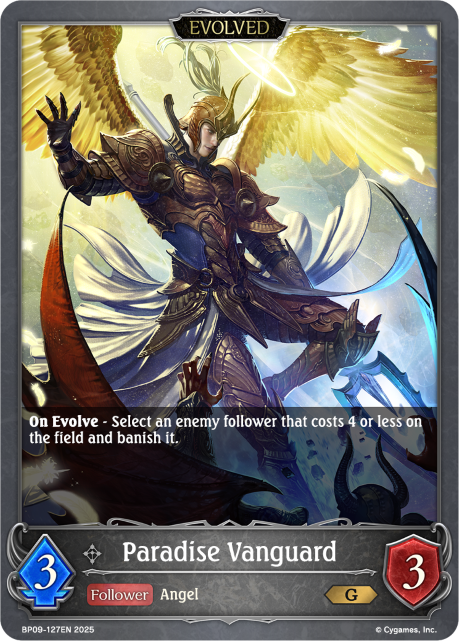 EVOLVED
On Evolve - Select an enemy follower that costs 4 or less on
the field and banish it.
Paradise Vanguard
3
Follower Angel
G
3
BP09-127EN 2025
© Cygames, Inc.